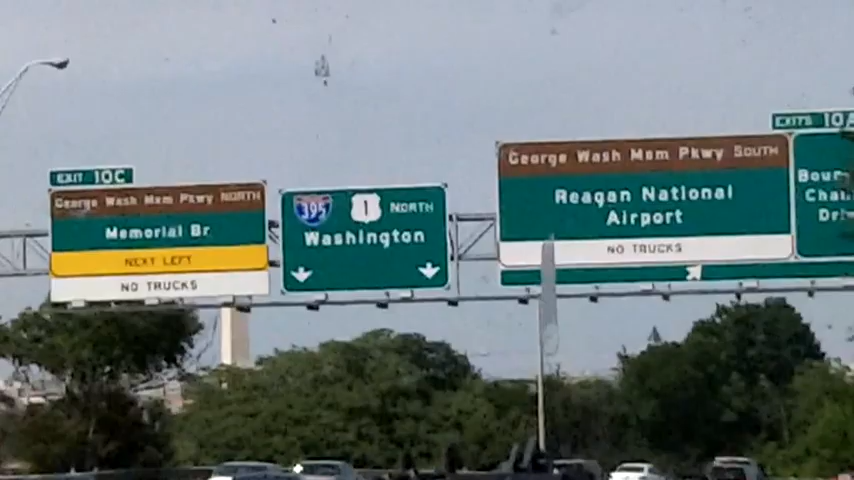 EXIT 10C
George Wash Mem Pkwy NORTH
Memorial Br
NEXT LEFT
NO TRUCKS
395 1 NORTH
Washington
George Wash Mem Pkwy SOUTH
Reagan National
Airport
NO TRUCKS
EXITS 10A